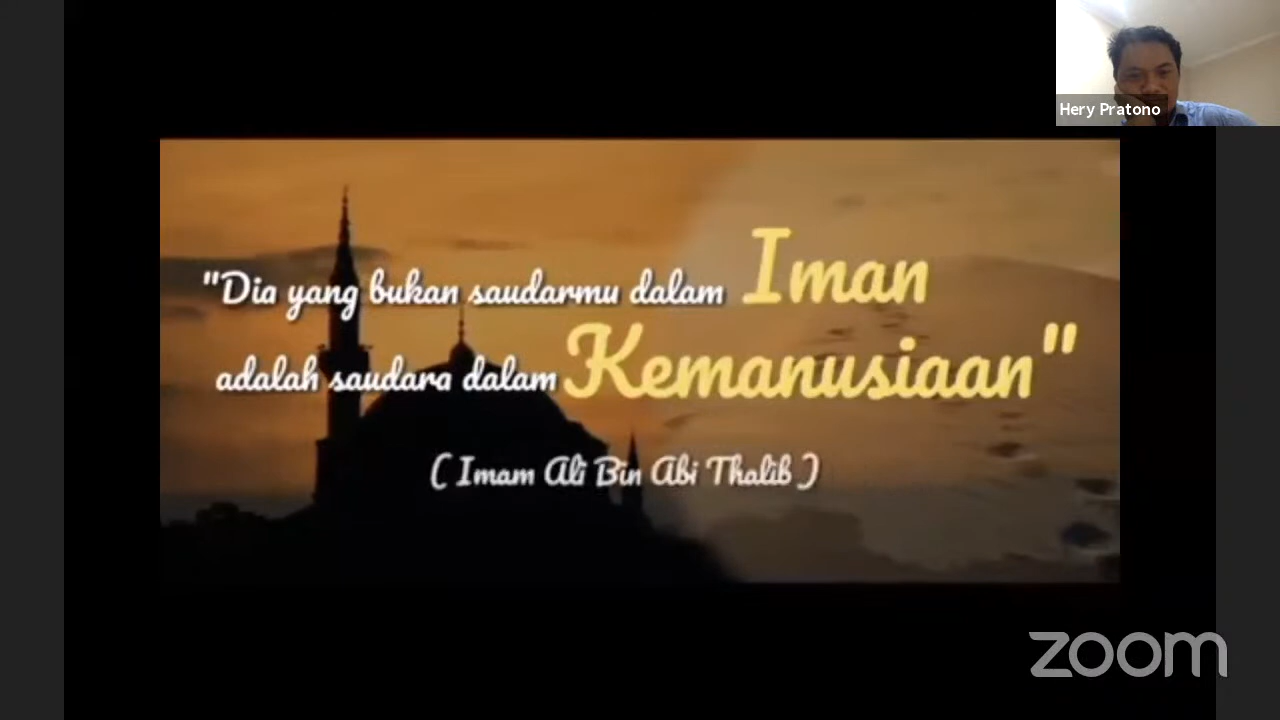 Hery Pratono
"Dia yang bukan saudarmu dalam Iman
adalah saudara dalam Kemanusiaan"
( Imam Ali Bin Abi Thalib )
zoom